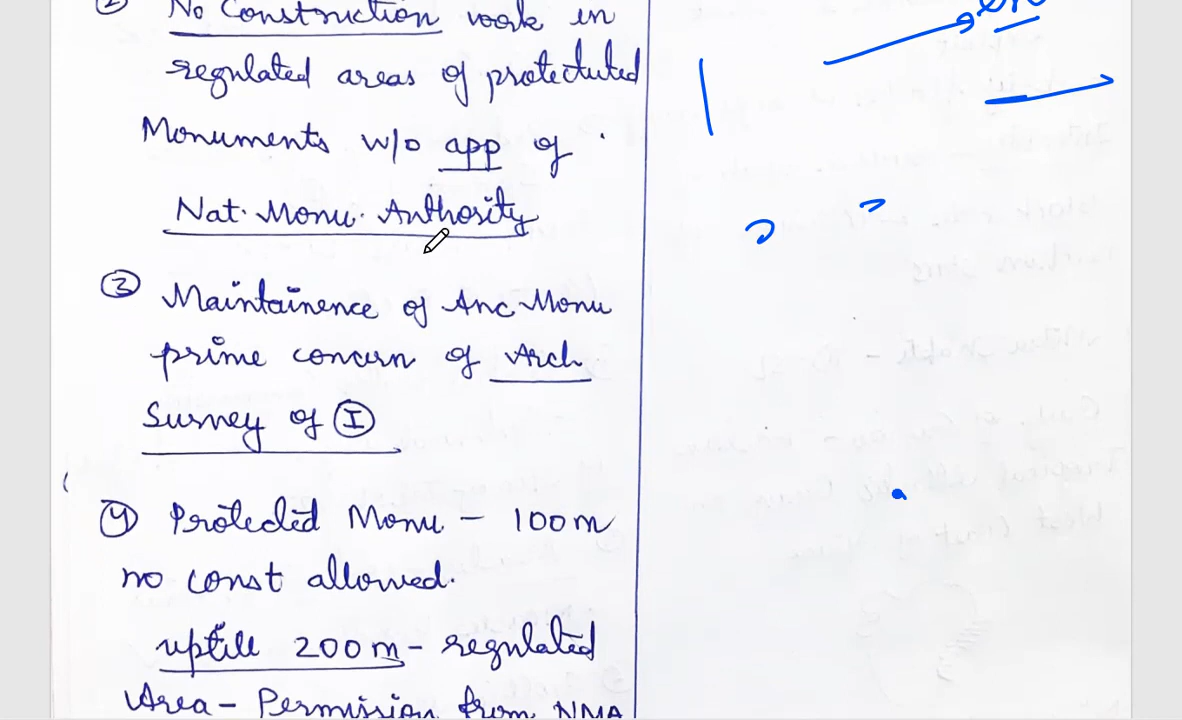 ② No Construction work in
regulated areas of protectuted
Monuments w/o app of
Nat. Monu. Authority
③ Maintainence of Anc. Monu
prime concern of Arch
Survey of Ⓘ
④ Protected Monu - 100m
no const allowed.
uptill 200m - regulated
Area - Permission from NMA